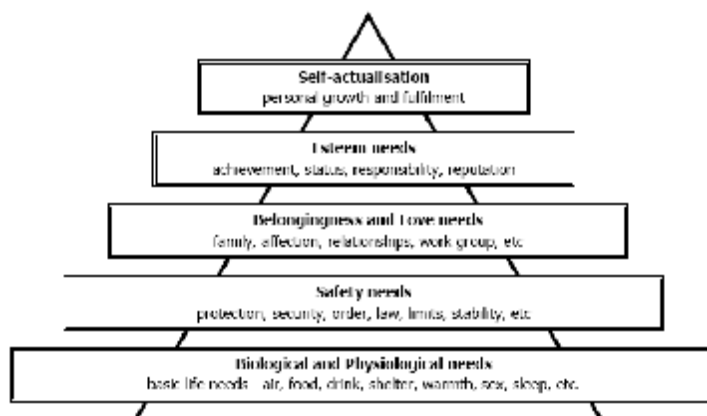 Self-actualisation
personal growth and fulfilment
Esteem needs
achievement, status, responsibility, reputation
Belongingness and Love needs
family, affection, relationships, work group, etc
Safety needs
protection, security, order, law, limits, stability, etc
Biological and Physiological needs
basic life needs - air, food, drink, shelter, warmth, sex, sleep, etc.